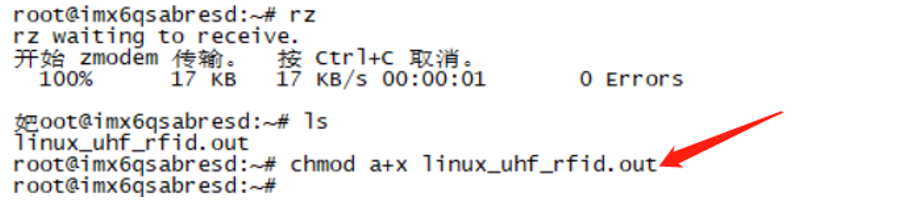 root@imx6qsabresd:~# rz
rz waiting to receive.
开始 zmodem 传输。 按 Ctrl+C 取消。
100% 17 KB 17 KB/s 00:00:01 0 Errors
妑oot@imx6qsabresd:~# ls
linux_uhf_rfid.out
root@imx6qsabresd:~# chmod a+x linux_uhf_rfid.out
root@imx6qsabresd:~#